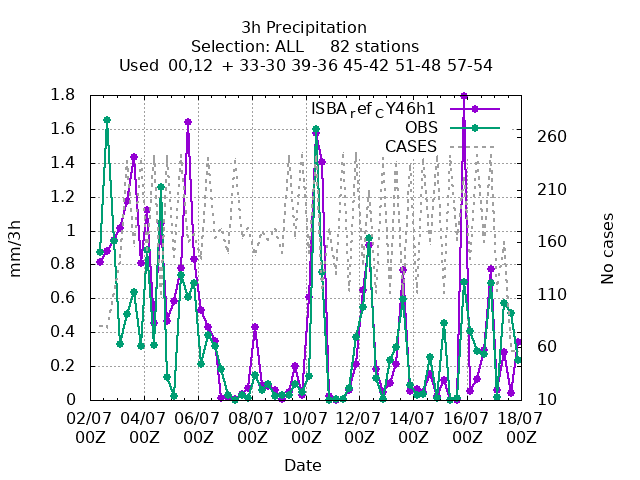 3h Precipitation
Selection: ALL     82 stations
Used  00,12  + 33-30 39-36 45-42 51-48 57-54
ISBA_ref_CY46h1
OBS
CASES
1.8
1.6
1.4
1.2
1
0.8
0.6
0.4
0.2
0
mm/3h
260
210
160
110
60
10
No cases
02/07 04/07 06/07 08/07 10/07 12/07 14/07 16/07 18/07
00Z 00Z 00Z 00Z 00Z 00Z 00Z 00Z 00Z
Date